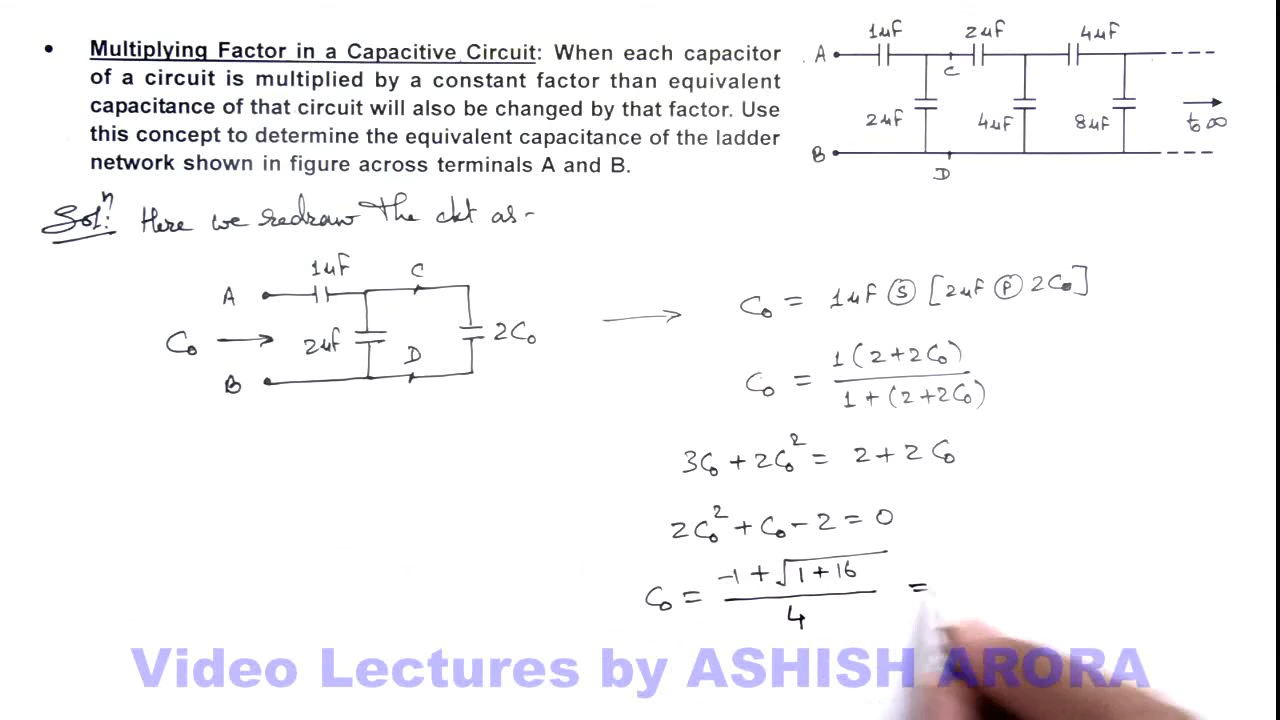 • Multiplying Factor in a Capacitive Circuit: When each capacitor
of a circuit is multiplied by a constant factor than equivalent
capacitance of that circuit will also be changed by that factor. Use
this concept to determine the equivalent capacitance of the ladder
network shown in figure across terminals A and B.
1μF 2μF 4μF
A C
2μF 4μF 8μF to ∞
B D
Solⁿ: Here we redraw the ckt as -
1μF C
A
C₀ → 2μF 2C₀
D
B
C₀ = 1μF Ⓢ [2μF Ⓟ 2C₀]
C₀ = 1(2+2C₀) / 1+(2+2C₀)
3C₀ + 2C₀² = 2 + 2C₀
2C₀² + C₀ - 2 = 0
C₀ = -1 + √1+16 / 4 =
Video Lectures by ASHISH ARORA